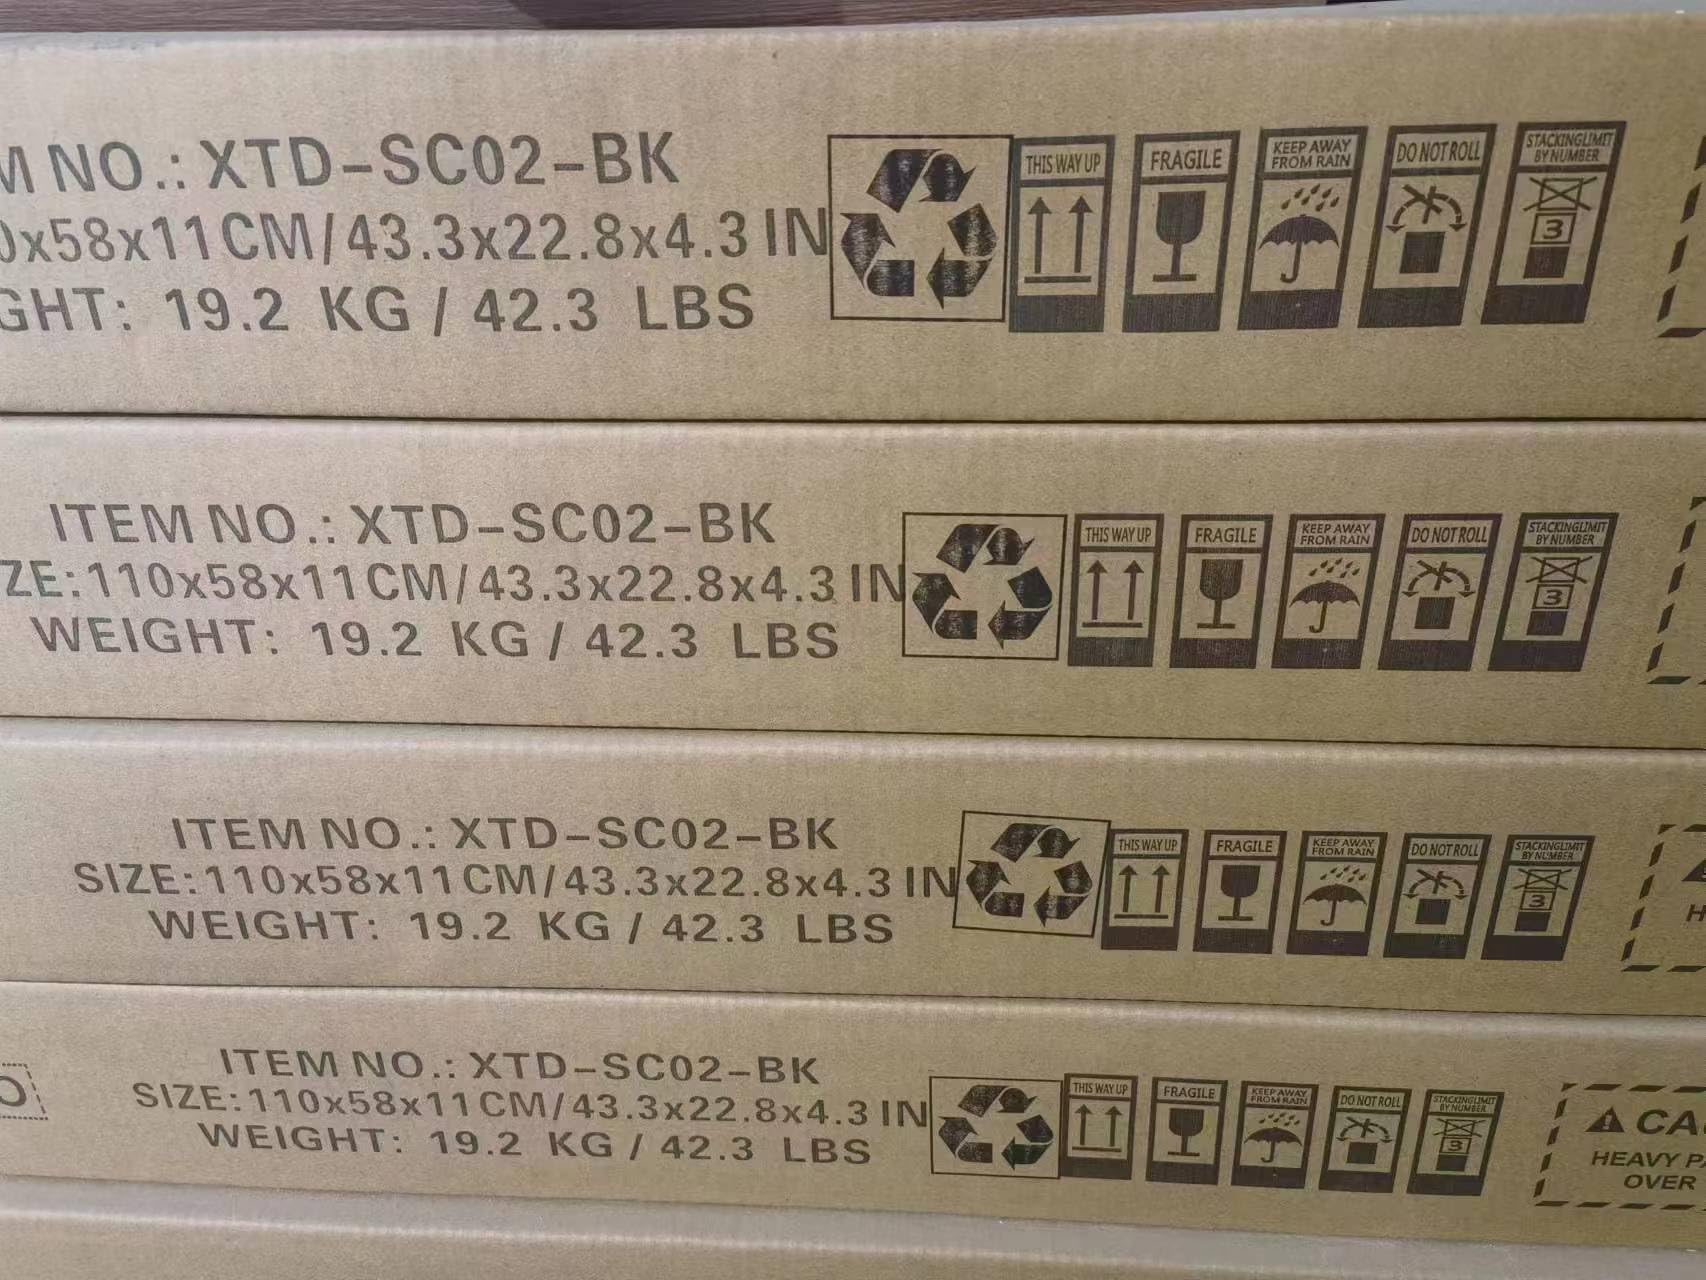 M NO.: XTD-SC02-BK
0x58x11CM/43.3x22.8x4.3 IN
GHT: 19.2 KG / 42.3 LBS
THIS WAY UP
FRAGILE
KEEP AWAY
FROM RAIN
DO NOT ROLL
STACKINGLIMIT
BY NUMBER
3
ITEM NO.: XTD-SC02-BK
ZE:110x58x11CM/43.3x22.8x4.3 IN
WEIGHT: 19.2 KG / 42.3 LBS
THIS WAY UP
FRAGILE
KEEP AWAY
FROM RAIN
DO NOT ROLL
STACKINGLIMIT
BY NUMBER
3
ITEM NO.: XTD-SC02-BK
SIZE:110x58x11CM/43.3x22.8x4.3 IN
WEIGHT: 19.2 KG / 42.3 LBS
THIS WAY UP
FRAGILE
KEEP AWAY
FROM RAIN
DO NOT ROLL
STACKINGLIMIT
BY NUMBER
3
H
ITEM NO.: XTD-SC02-BK
SIZE:110x58x11CM/43.3x22.8x4.3 IN
WEIGHT: 19.2 KG / 42.3 LBS
THIS WAY UP
FRAGILE
KEEP AWAY
FROM RAIN
DO NOT ROLL
STACKINGLIMIT
BY NUMBER
3
CA
HEAVY P
OVER